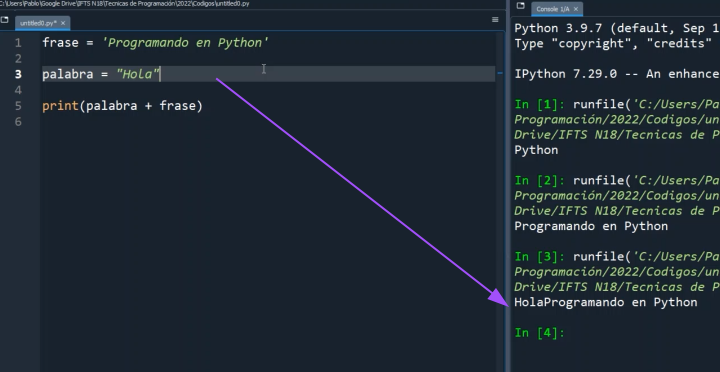 C:\Users\Pablo\Google Drive\IFTS N18\Tecnicas de Programación\2022\Codigos\untitled0.py
untitled0.py* ×
1 frase = 'Programando en Python'
2
3 palabra = "Hola"
4
5 print(palabra + frase)
6
Console 1/A ×
Python 3.9.7 (default, Sep 1
Type "copyright", "credits"
IPython 7.29.0 -- An enhance
In [1]: runfile('C:/Users/Pa
Programación/2022/Codigos/un
Drive/IFTS N18/Tecnicas de P
Python
In [2]: runfile('C:/Users/Pa
Programación/2022/Codigos/un
Drive/IFTS N18/Tecnicas de P
Programando en Python
In [3]: runfile('C:/Users/Pa
Programación/2022/Codigos/un
Drive/IFTS N18/Tecnicas de P
HolaProgramando en Python
In [4]: